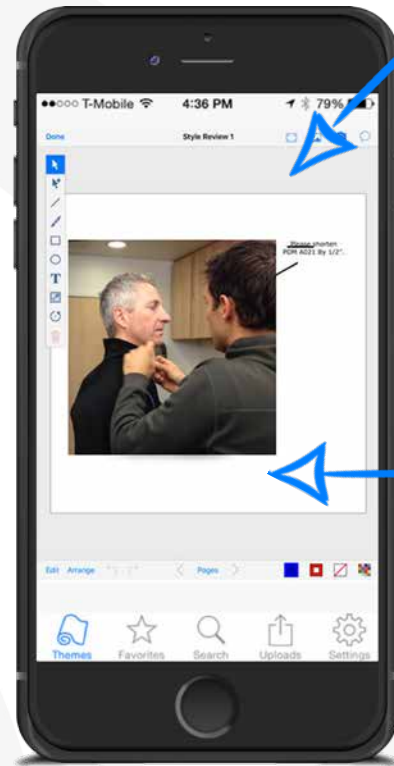 T-Mobile 4:36 PM 79%
Done Style Review 1
T
Please shorten
POM A021 By 1/2".
Edit Arrange Pages
Themes Favorites Search Uploads Settings